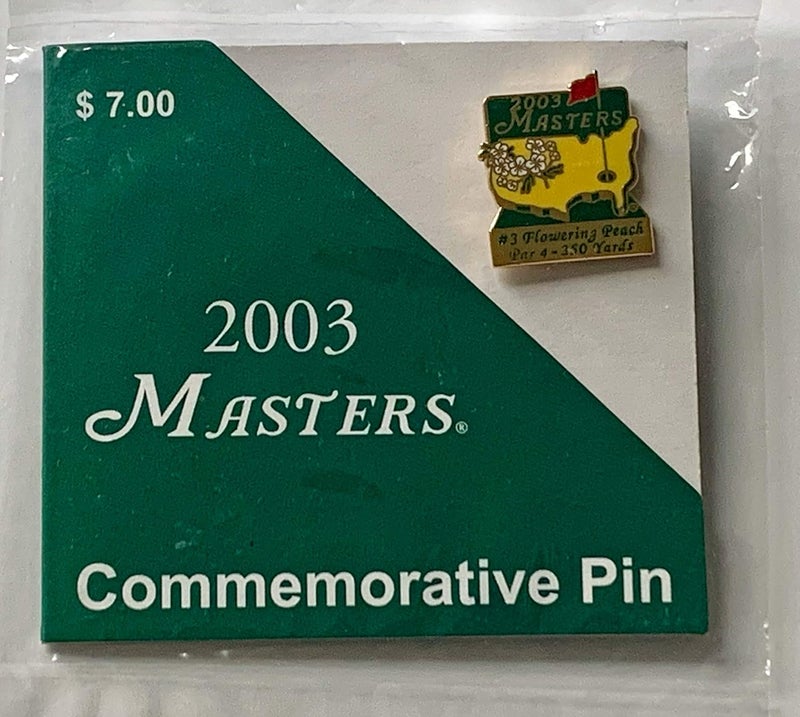 $ 7.00
2003
MASTERS
#3 Flowering Peach
Par 4 - 350 Yards
2003
MASTERS®
Commemorative Pin